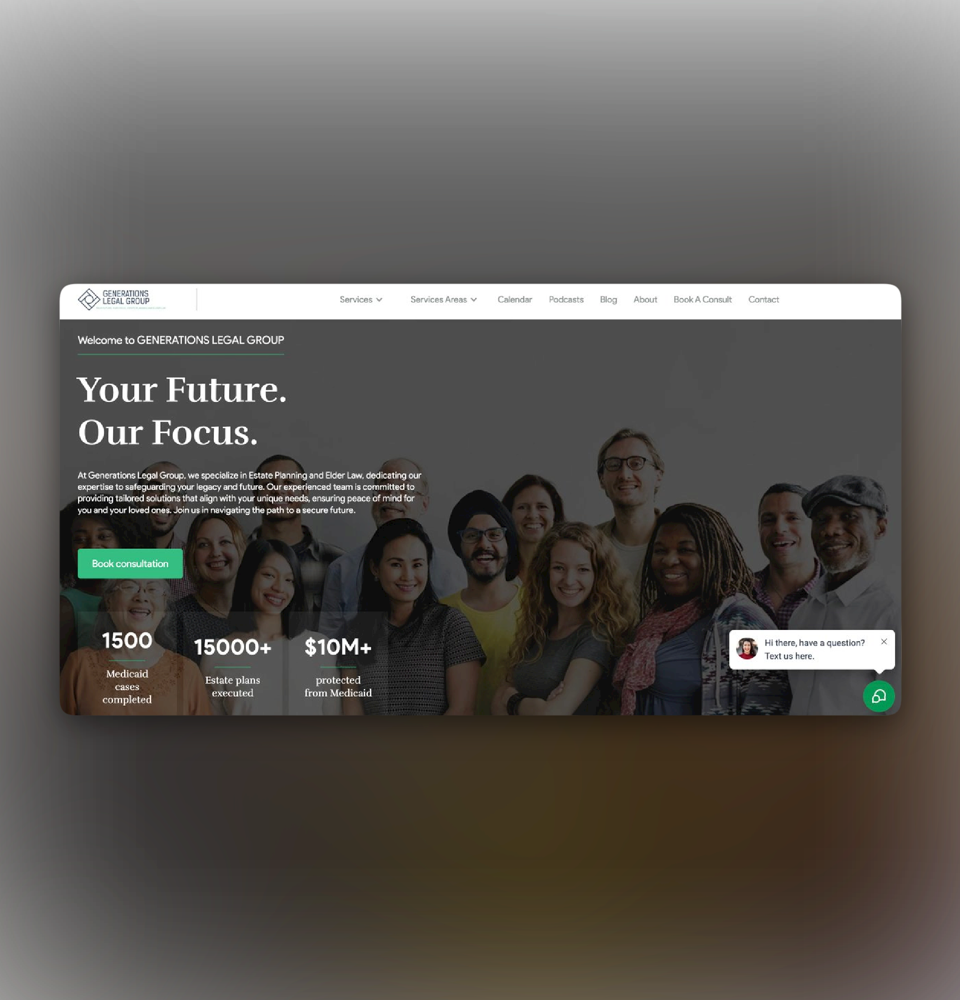 GENERATIONS
LEGAL GROUP
Services
Services Areas
Calendar
Podcasts
Blog
About
Book A Consult
Contact
Welcome to GENERATIONS LEGAL GROUP
Your Future.
Our Focus.
At Generations Legal Group, we specialize in Estate Planning and Elder Law, dedicating our
expertise to safeguarding your legacy and future. Our experienced team is committed to
providing tailored solutions that align with your unique needs, ensuring peace of mind for
you and your loved ones. Join us in navigating the path to a secure future.
Book consultation
1500
Medicaid
cases
completed
15000+
Estate plans
executed
$10M+
protected
from Medicaid
Hi there, have a question?
Text us here.